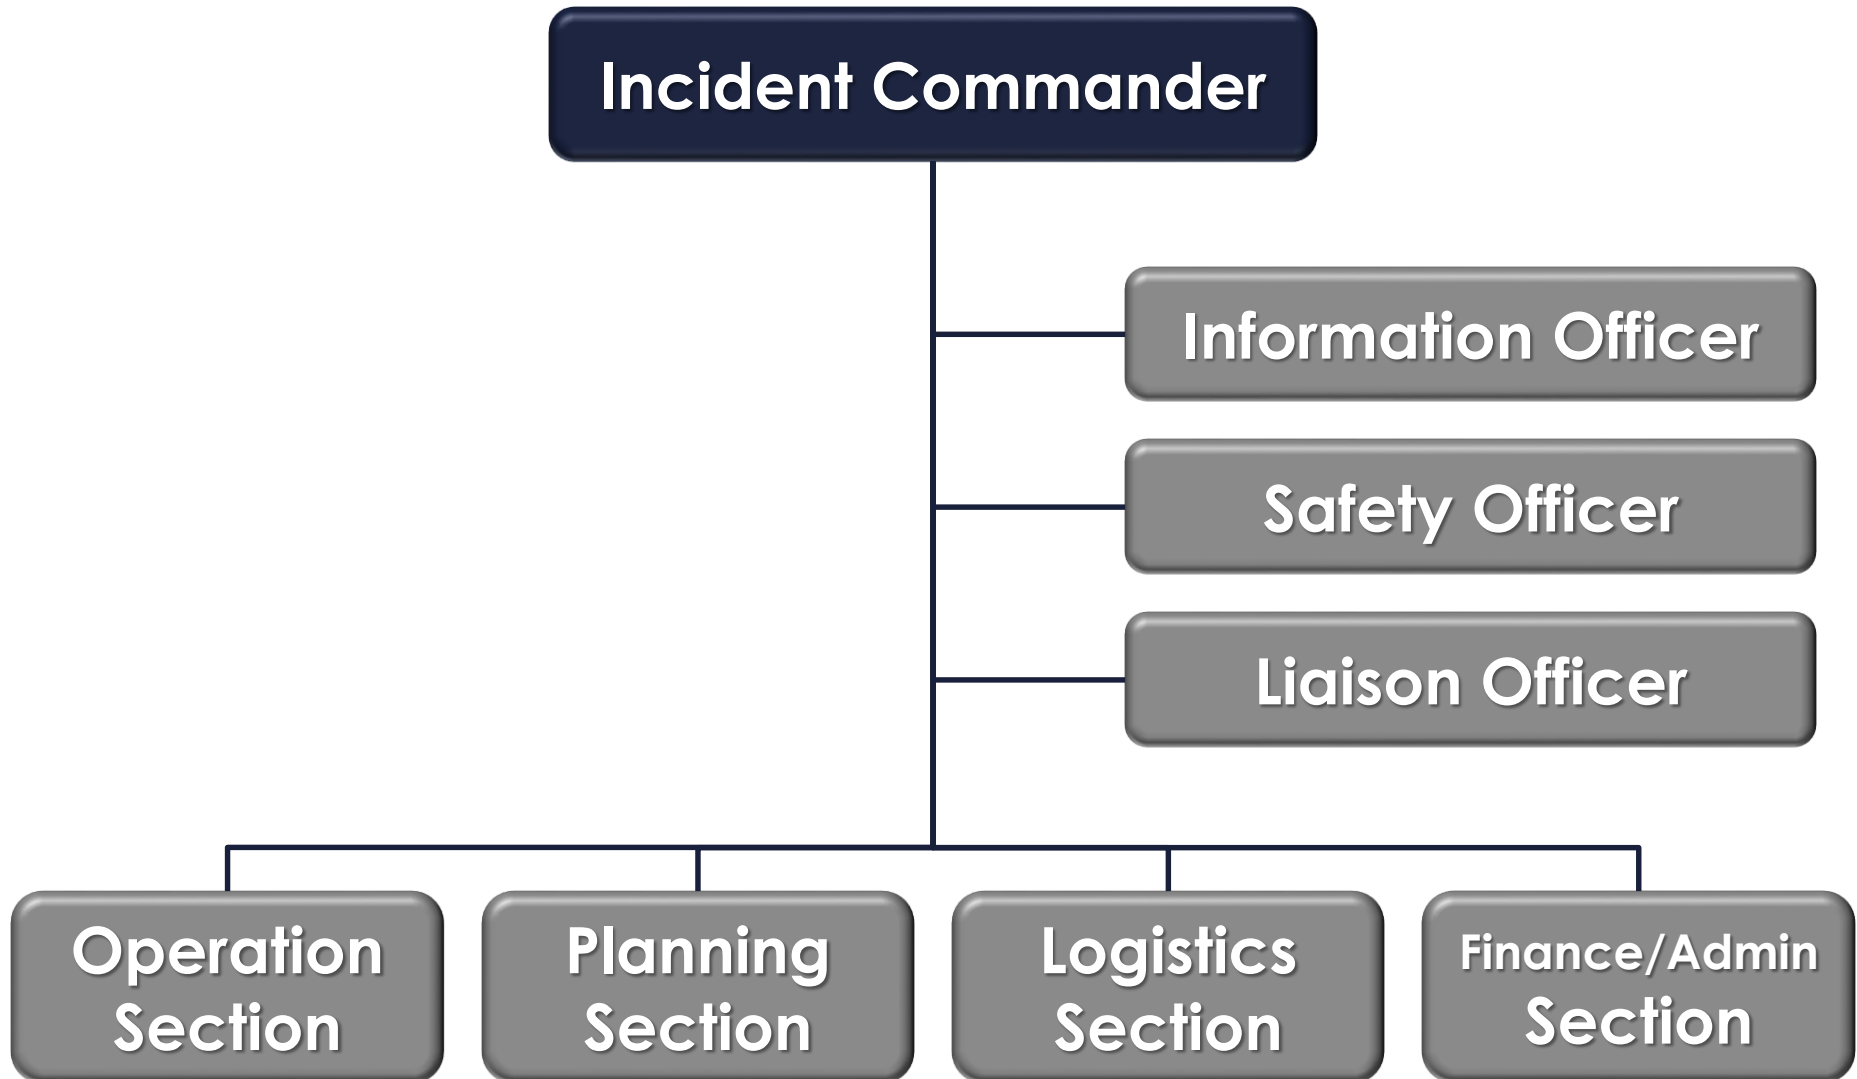 Incident Commander
Information Officer
Safety Officer
Liaison Officer
Operation
Section
Planning
Section
Logistics
Section
Finance/Admin
Section